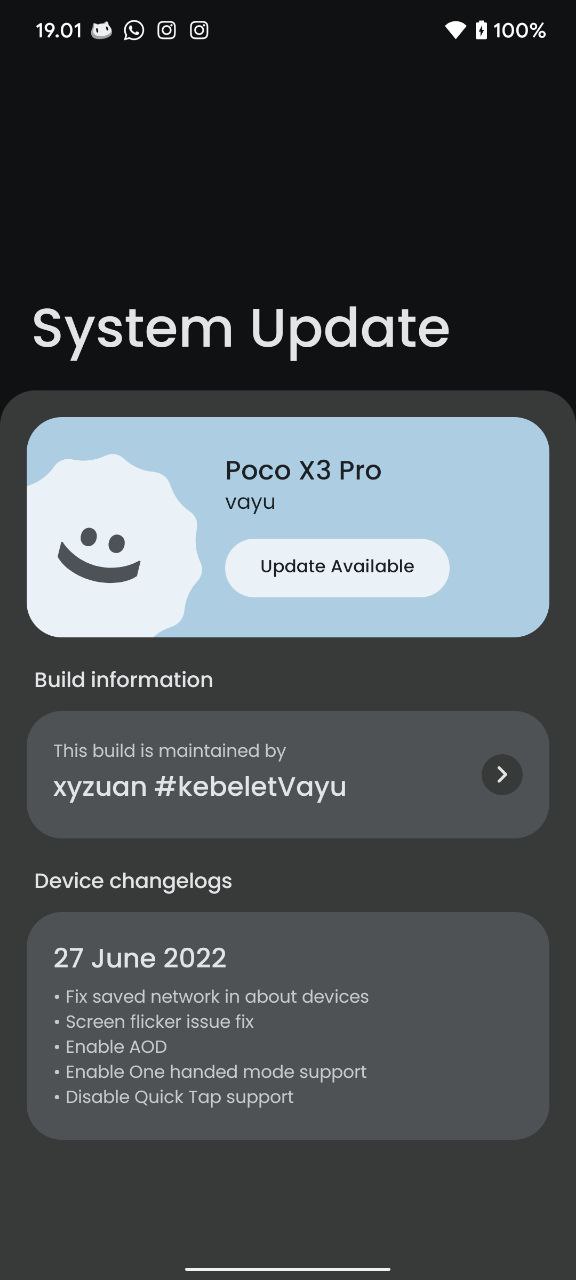 19.01 100%
System Update
Poco X3 Pro
vayu
Update Available
Build information
This build is maintained by
xyzuan #kebeletVayu
Device changelogs
27 June 2022
• Fix saved network in about devices
• Screen flicker issue fix
• Enable AOD
• Enable One handed mode support
• Disable Quick Tap support